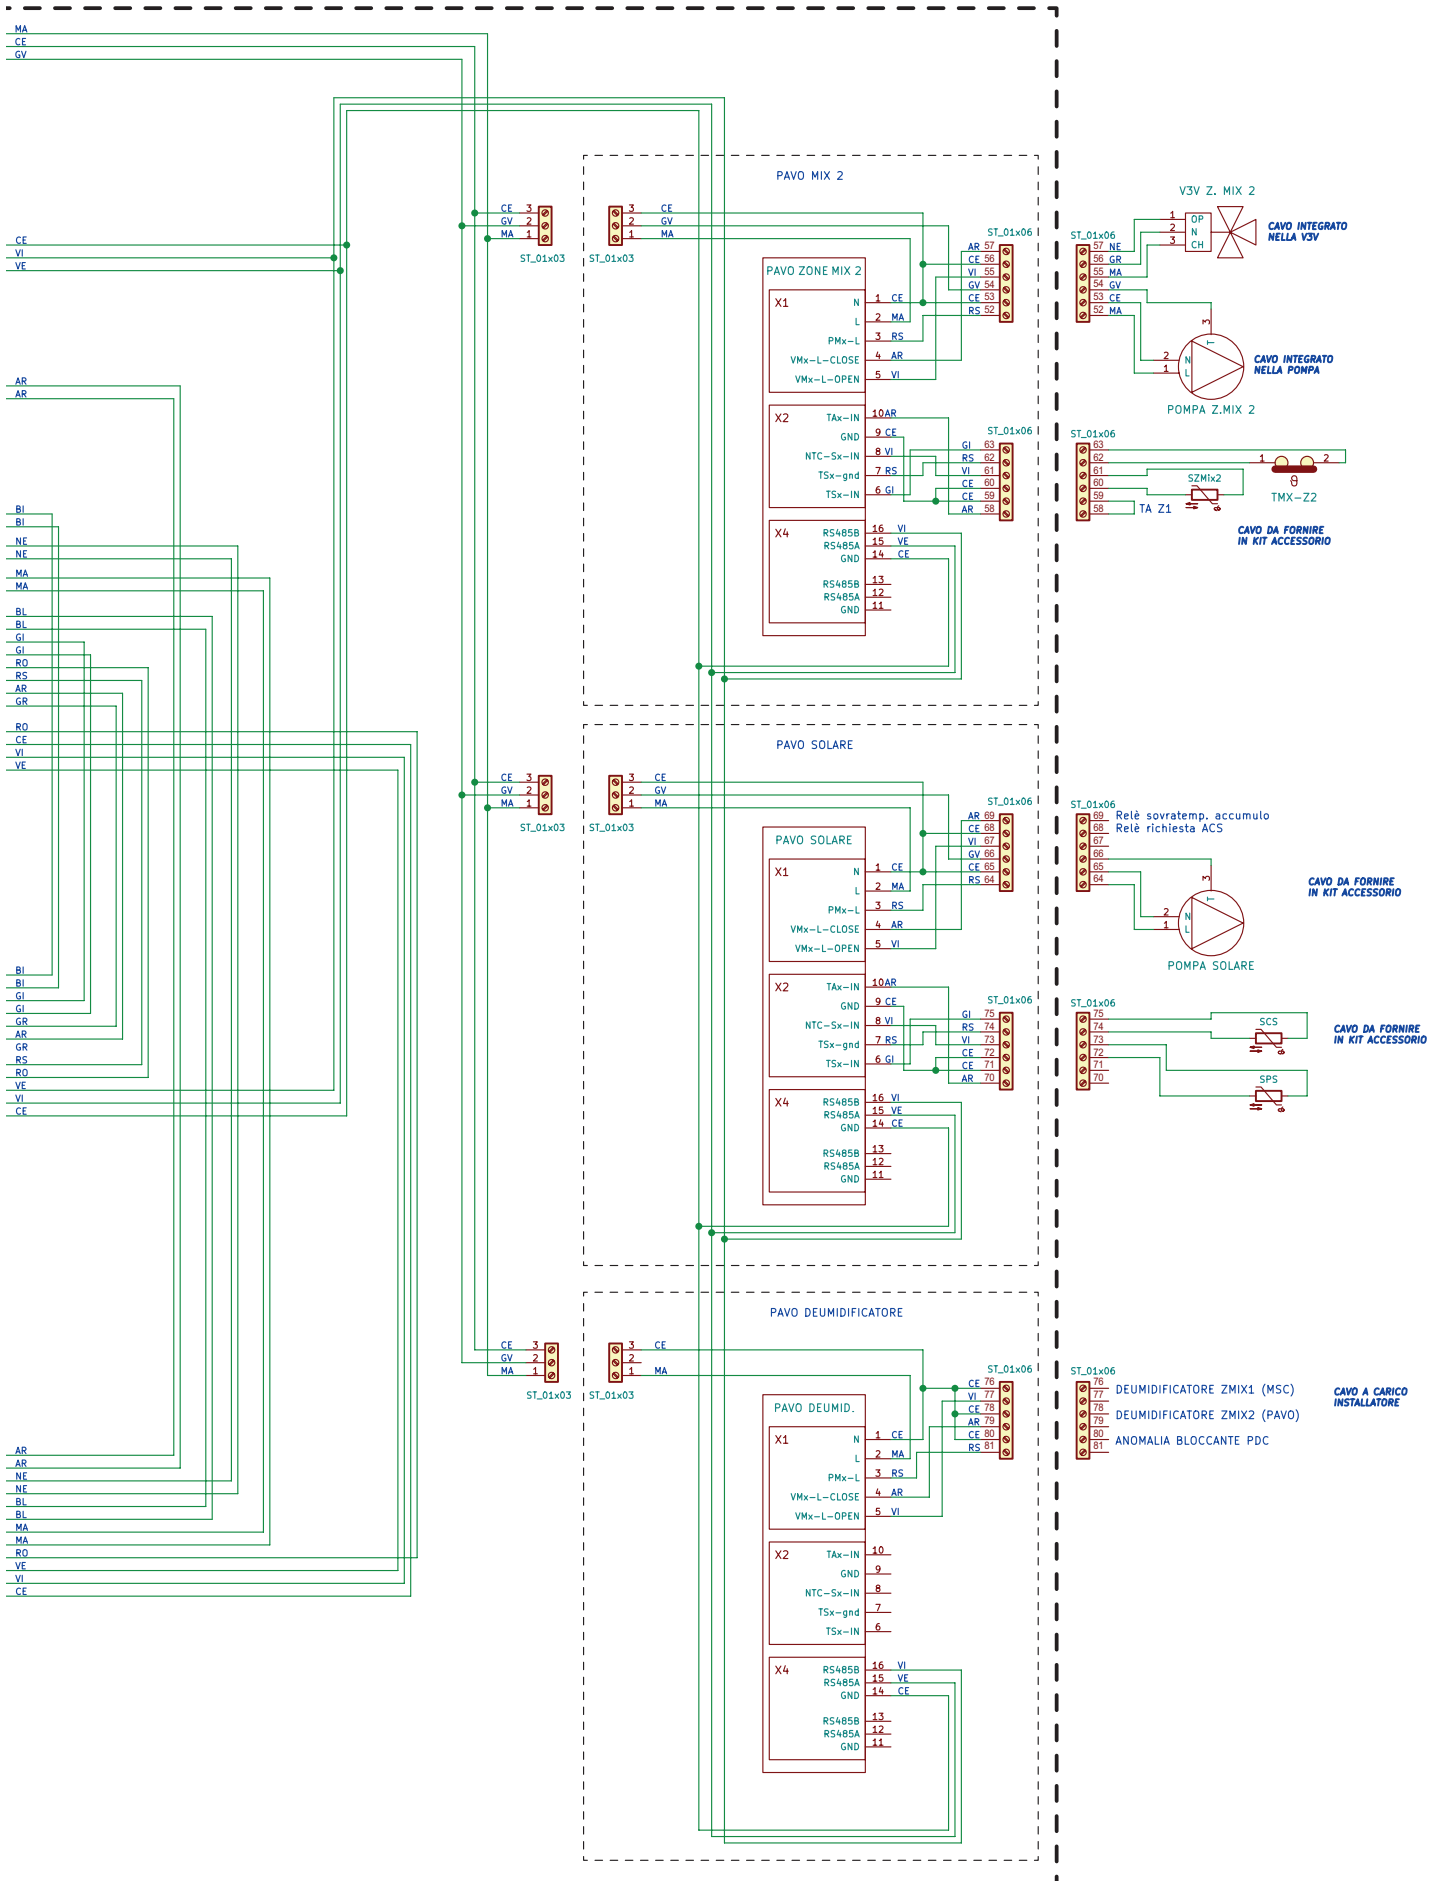 MA
CE
GV
CE
VI
VE
AR
AR
BI
BI
NE
NE
MA
MA
BL
BL
GI
GI
RO
RS
AR
GR
RO
CE
VI
VE
BI
BI
GI
GI
GR
AR
GR
RS
RO
VE
VI
CE
AR
AR
NE
NE
BL
BL
MA
MA
RO
VE
VI
CE
PAVO MIX 2
CE 3
GV 2
MA 1
ST_01x03
3 CE
2 GV
1 MA
ST_01x03
PAVO ZONE MIX 2
X1
N 1 CE
L 2 MA
PMx-L 3 RS
VMx-L-CLOSE 4 AR
VMx-L-OPEN 5 VI
X2
TAx-IN 10 AR
GND 9 CE
NTC-Sx-IN 8 VI
TSx-gnd 7 RS
TSx-IN 6 GI
X4
RS485B 16 VI
RS485A 15 VE
GND 14 CE
RS485B 13
RS485A 12
GND 11
ST_01x06
AR 57
CE 56
VI 55
GV 54
CE 53
RS 52
ST_01x06
GI 63
RS 62
VI 61
CE 60
CE 59
AR 58
ST_01x06
57 NE
56 GR
55 MA
54 GV
53 CE
52 MA
V3V Z. MIX 2
1 OP
2 N
3 CH
CAVO INTEGRATO
NELLA V3V
3
T
2 N
1 L
POMPA Z.MIX 2
CAVO INTEGRATO
NELLA POMPA
ST_01x06
63
62
61
60
59
58
1 2
θ
TMX-Z2
SZMix2
TA Z1
CAVO DA FORNIRE
IN KIT ACCESSORIO
PAVO SOLARE
CE 3
GV 2
MA 1
ST_01x03
3 CE
2 GV
1 MA
ST_01x03
PAVO SOLARE
X1
N 1 CE
L 2 MA
PMx-L 3 RS
VMx-L-CLOSE 4 AR
VMx-L-OPEN 5 VI
X2
TAx-IN 10 AR
GND 9 CE
NTC-Sx-IN 8 VI
TSx-gnd 7 RS
TSx-IN 6 GI
X4
RS485B 16 VI
RS485A 15 VE
GND 14 CE
RS485B 13
RS485A 12
GND 11
ST_01x06
AR 69
CE 68
VI 67
GV 66
CE 65
RS 64
ST_01x06
GI 75
RS 74
VI 73
CE 72
CE 71
AR 70
ST_01x06
69 Relè sovratemp. accumulo
68 Relè richiesta ACS
67
66
65
64
3
T
2 N
1 L
POMPA SOLARE
CAVO DA FORNIRE
IN KIT ACCESSORIO
ST_01x06
75
74
73
72
71
70
SCS
SPS
CAVO DA FORNIRE
IN KIT ACCESSORIO
PAVO DEUMIDIFICATORE
CE 3
GV 2
MA 1
ST_01x03
3 CE
2
1 MA
ST_01x03
PAVO DEUMID.
X1
N 1 CE
L 2 MA
PMx-L 3 RS
VMx-L-CLOSE 4 AR
VMx-L-OPEN 5 VI
X2
TAx-IN 10
GND 9
NTC-Sx-IN 8
TSx-gnd 7
TSx-IN 6
X4
RS485B 16 VI
RS485A 15 VE
GND 14 CE
RS485B 13
RS485A 12
GND 11
ST_01x06
CE 76
VI 77
CE 78
AR 79
CE 80
RS 81
ST_01x06
76 DEUMIDIFICATORE ZMIX1 (MSC)
77
78 DEUMIDIFICATORE ZMIX2 (PAVO)
79
80 ANOMALIA BLOCCANTE PDC
81
CAVO A CARICO
INSTALLATORE